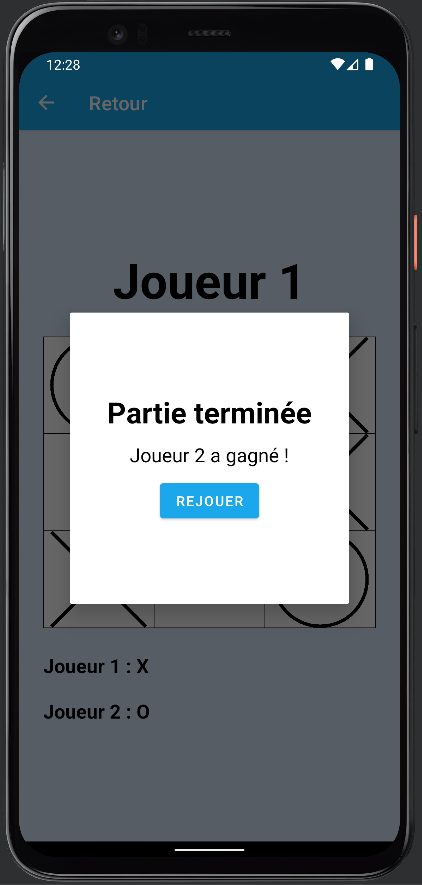 12:28
Retour
Joueur 1
Partie terminée
Joueur 2 a gagné !
REJOUER
Joueur 1 : X
Joueur 2 : O